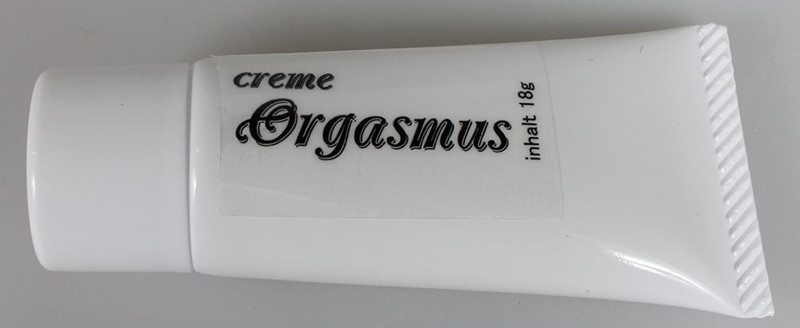 creme
Orgasmus
inhalt 18g